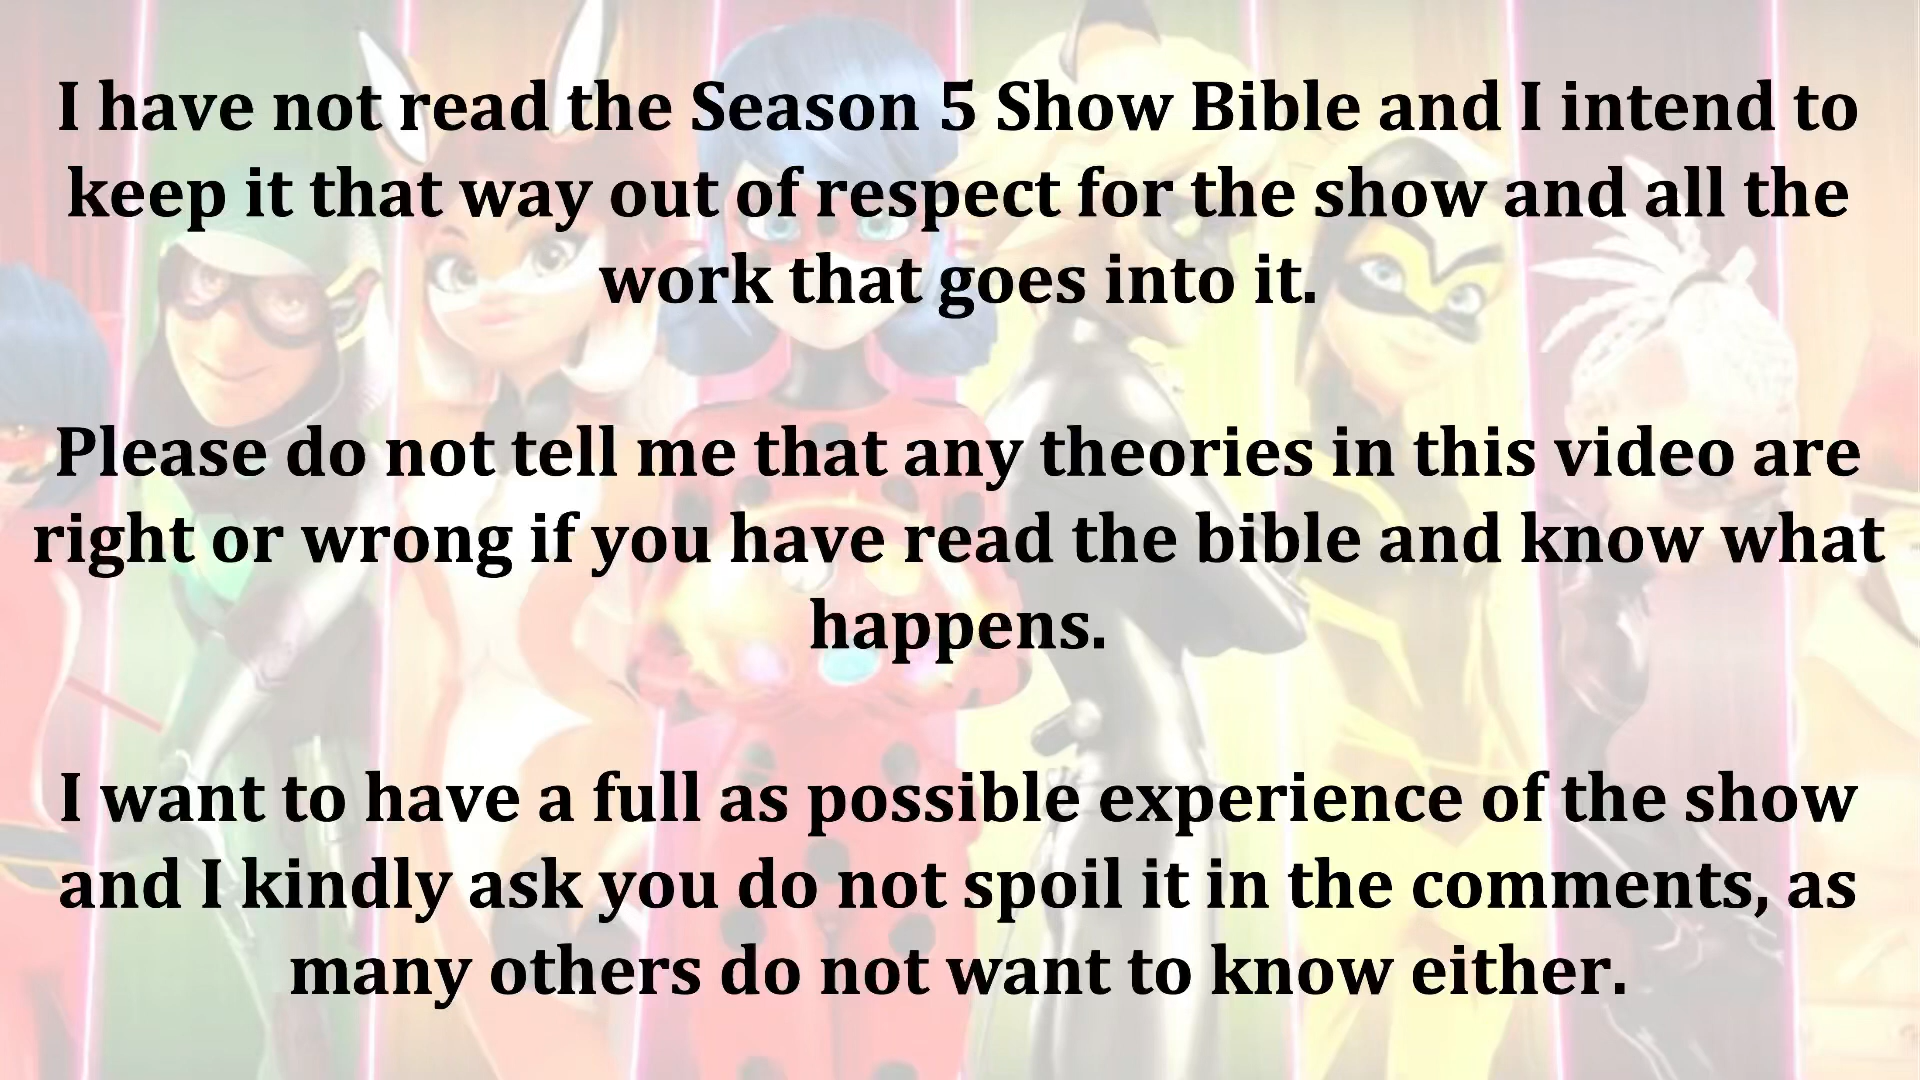 I have not read the Season 5 Show Bible and I intend to
keep it that way out of respect for the show and all the
work that goes into it.
Please do not tell me that any theories in this video are
right or wrong if you have read the bible and know what
happens.
I want to have a full as possible experience of the show
and I kindly ask you do not spoil it in the comments, as
many others do not want to know either.